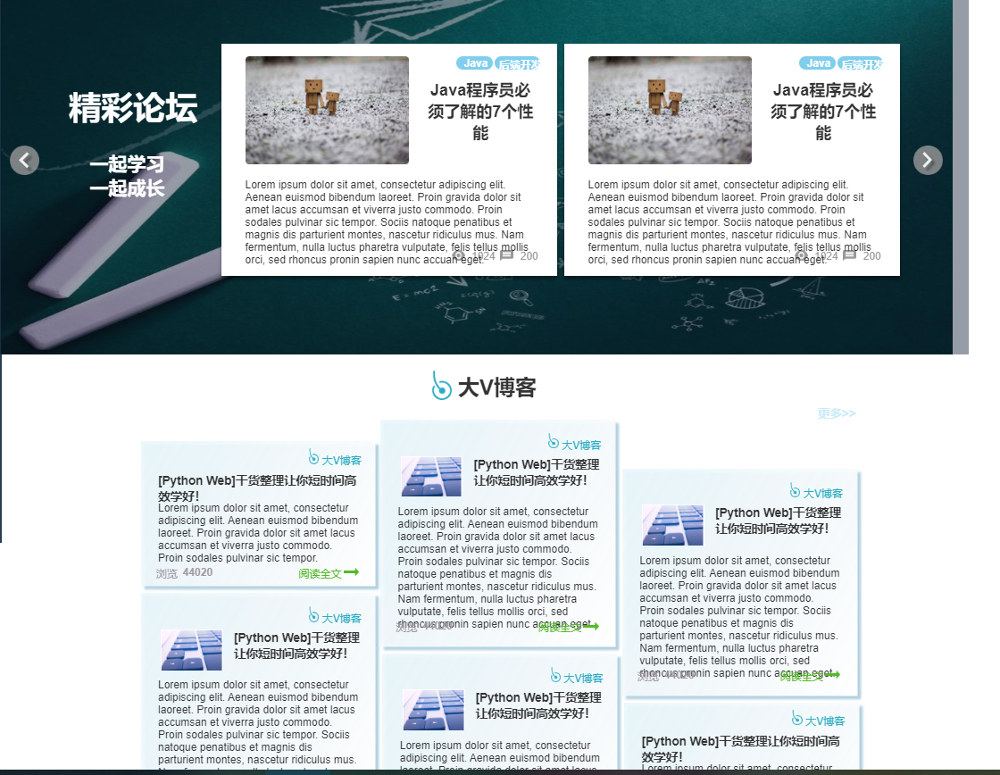 精彩论坛
一起学习
一起成长
Java 后端开发
Java程序员必
须了解的7个性
能
Lorem ipsum dolor sit amet, consectetur adipiscing elit.
Aenean euismod bibendum laoreet. Proin gravida dolor sit
amet lacus accumsan et viverra justo commodo. Proin
sodales pulvinar sic tempor. Sociis natoque penatibus et
magnis dis parturient montes, nascetur ridiculus mus. Nam
fermentum, nulla luctus pharetra vulputate, felis tellus mollis
orci, sed rhoncus pronin sapien nunc accuan eget.
1024 200
Java 后端开发
Java程序员必
须了解的7个性
能
Lorem ipsum dolor sit amet, consectetur adipiscing elit.
Aenean euismod bibendum laoreet. Proin gravida dolor sit
amet lacus accumsan et viverra justo commodo. Proin
sodales pulvinar sic tempor. Sociis natoque penatibus et
magnis dis parturient montes, nascetur ridiculus mus. Nam
fermentum, nulla luctus pharetra vulputate, felis tellus mollis
orci, sed rhoncus pronin sapien nunc accuan eget.
1024 200
E = mc2
大V博客
更多>>
大V博客
[Python Web]干货整理让你短时间高
效学好！
Lorem ipsum dolor sit amet, consectetur
adipiscing elit. Aenean euismod bibendum
laoreet. Proin gravida dolor sit amet lacus
accumsan et viverra justo commodo.
Proin sodales pulvinar sic tempor.
浏览 44020 阅读全文
大V博客
[Python Web]干货整理
让你短时间高效学好！
Lorem ipsum dolor sit amet, consectetur
adipiscing elit. Aenean euismod bibendum
laoreet. Proin gravida dolor sit amet lacus
accumsan et viverra justo commodo.
Proin sodales pulvinar sic tempor. Sociis
natoque penatibus et magnis dis
大V博客
[Python Web]干货整理
让你短时间高效学好！
Lorem ipsum dolor sit amet, consectetur
adipiscing elit. Aenean euismod bibendum
laoreet. Proin gravida dolor sit amet lacus
accumsan et viverra justo commodo.
Proin sodales pulvinar sic tempor. Sociis
natoque penatibus et magnis dis
parturient montes, nascetur ridiculus mus.
Nam fermentum, nulla luctus pharetra
vulputate, felis tellus mollis orci, sed
rhoncus pronin sapien nunc accuan eget.
浏览 44020 阅读全文
大V博客
[Python Web]干货整理
让你短时间高效学好！
Lorem ipsum dolor sit amet, consectetur
adipiscing elit. Aenean euismod bibendum
大V博客
[Python Web]干货整理
让你短时间高效学好！
Lorem ipsum dolor sit amet, consectetur
adipiscing elit. Aenean euismod bibendum
laoreet. Proin gravida dolor sit amet lacus
accumsan et viverra justo commodo.
Proin sodales pulvinar sic tempor. Sociis
natoque penatibus et magnis dis
parturient montes, nascetur ridiculus mus.
Nam fermentum, nulla luctus pharetra
vulputate, felis tellus mollis orci, sed
rhoncus pronin sapien nunc accuan eget.
浏览 44020 阅读全文
大V博客
[Python Web]干货整理让你短时间高
效学好！
Lorem ipsum dolor sit amet, consectetur